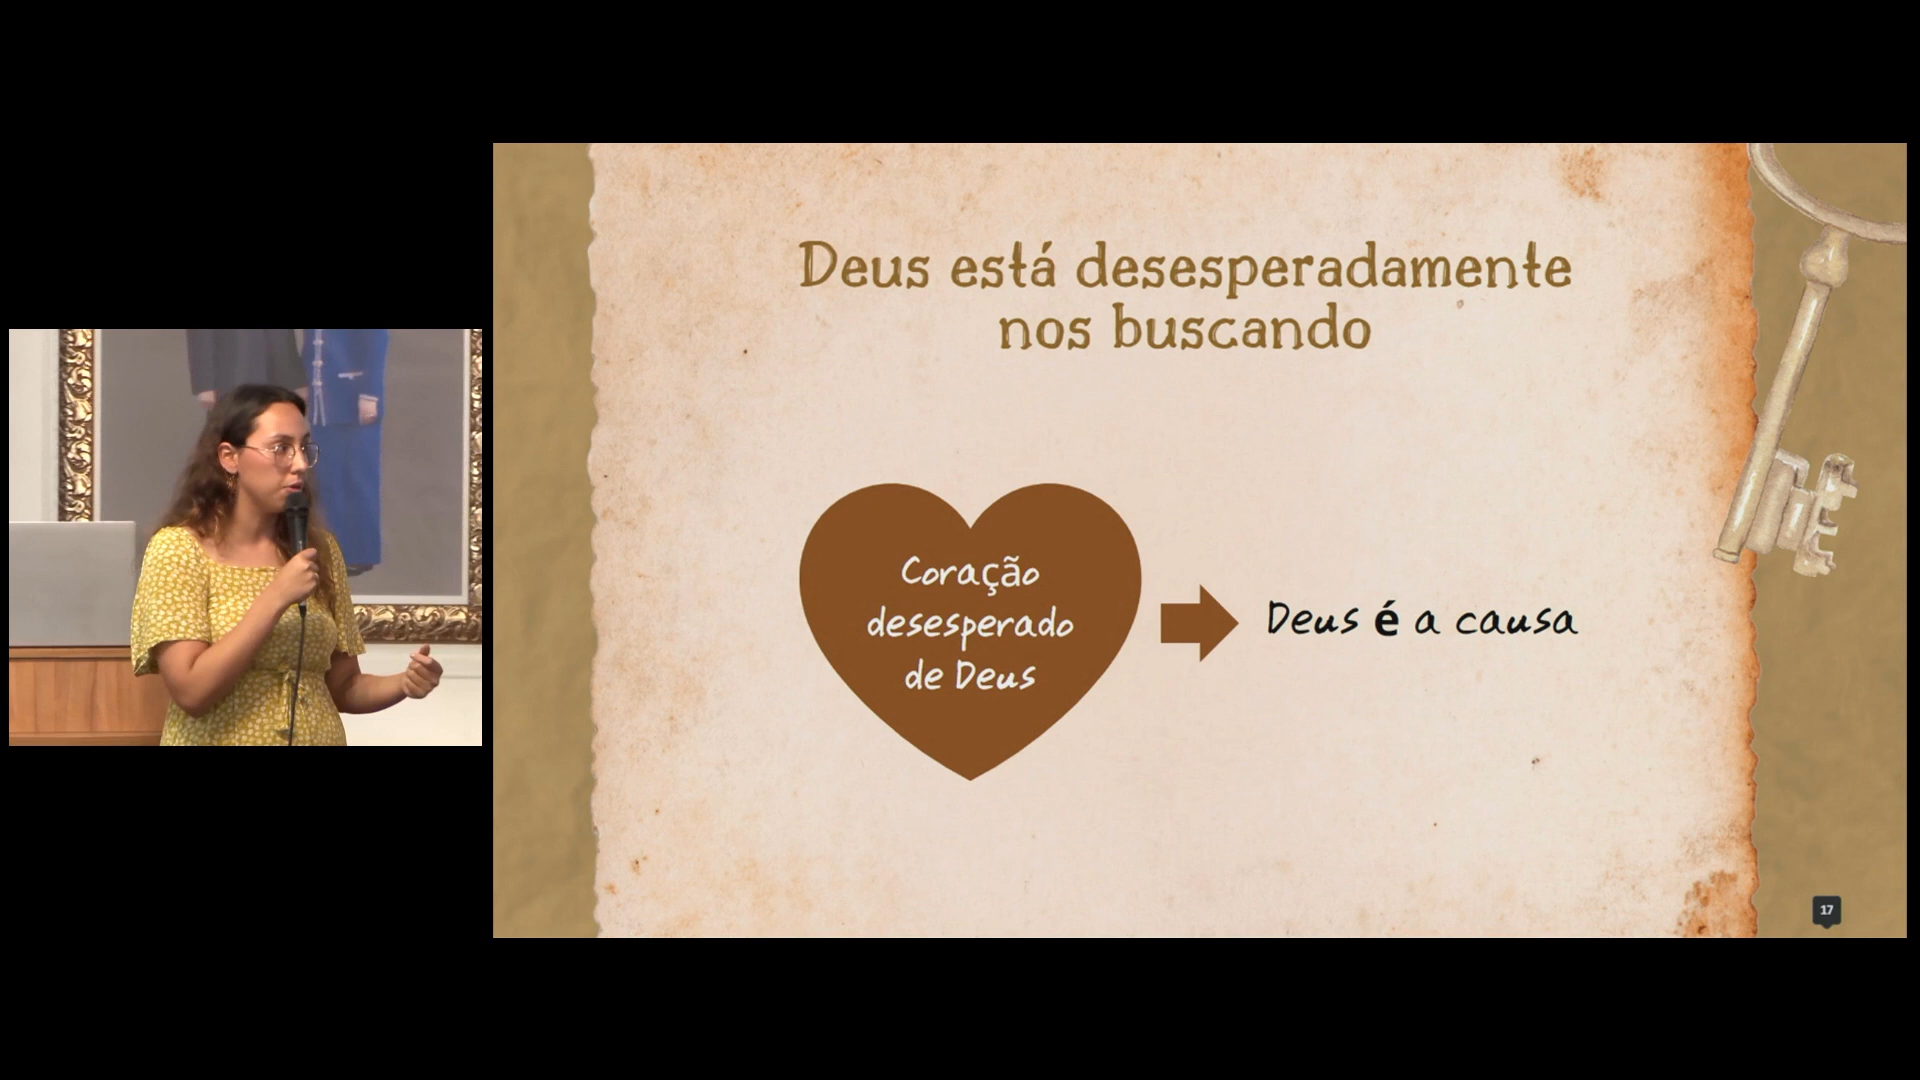 Deus está desesperadamente
nos buscando
Coração
desesperado
de Deus
Deus é a causa
17